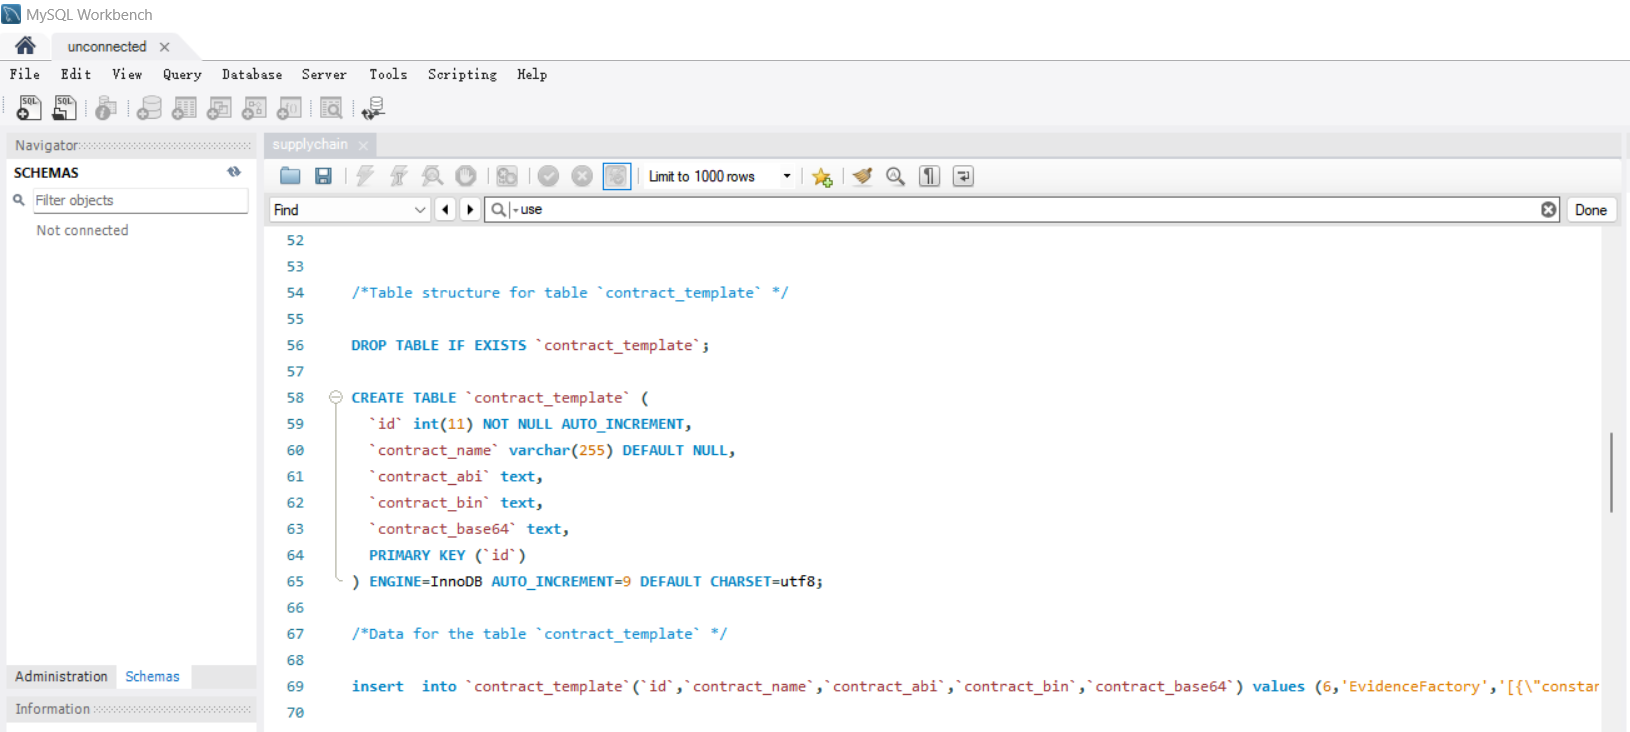 MySQL Workbench
unconnected
File Edit View Query Database Server Tools Scripting Help
SQL SQL
Navigator
SCHEMAS
Filter objects
Not connected
Administration Schemas
Information
supplychain
Limit to 1000 rows
Find use Done
52
53
54 /*Table structure for table `contract_template` */
55
56 DROP TABLE IF EXISTS `contract_template`;
57
58 CREATE TABLE `contract_template` (
59 `id` int(11) NOT NULL AUTO_INCREMENT,
60 `contract_name` varchar(255) DEFAULT NULL,
61 `contract_abi` text,
62 `contract_bin` text,
63 `contract_base64` text,
64 PRIMARY KEY (`id`)
65 ) ENGINE=InnoDB AUTO_INCREMENT=9 DEFAULT CHARSET=utf8;
66
67 /*Data for the table `contract_template` */
68
69 insert  into `contract_template`(`id`,`contract_name`,`contract_abi`,`contract_bin`,`contract_base64`) values (6,'EvidenceFactory','[{\"constan
70